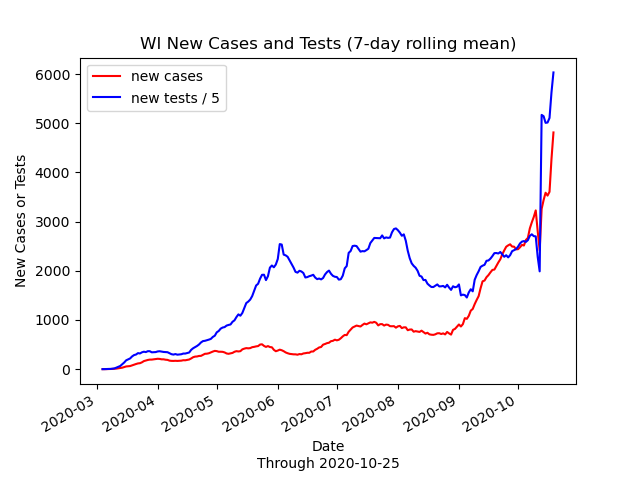 WI New Cases and Tests (7-day rolling mean)
new cases
new tests / 5
New Cases or Tests
6000
5000
4000
3000
2000
1000
0
2020-03
2020-04
2020-05
2020-06
2020-07
2020-08
2020-09
2020-10
Date
Through 2020-10-25